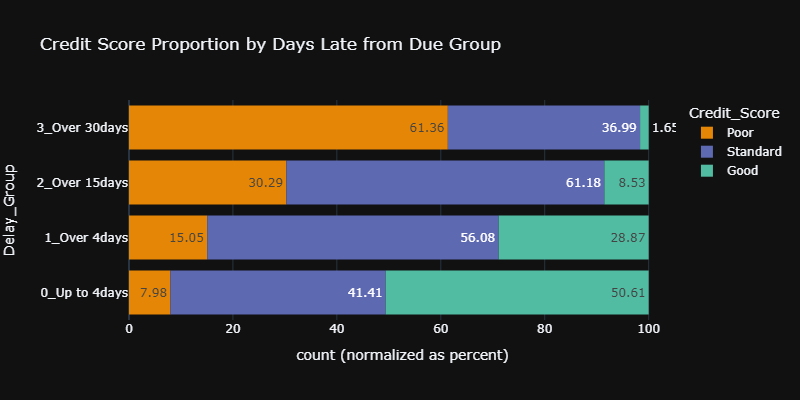 Credit Score Proportion by Days Late from Due Group
Delay_Group
3_Over 30days 61.36 36.99 1.65
2_Over 15days 30.29 61.18 8.53
1_Over 4days 15.05 56.08 28.87
0_Up to 4days 7.98 41.41 50.61
0 20 40 60 80 100
count (normalized as percent)
Credit_Score
Poor
Standard
Good